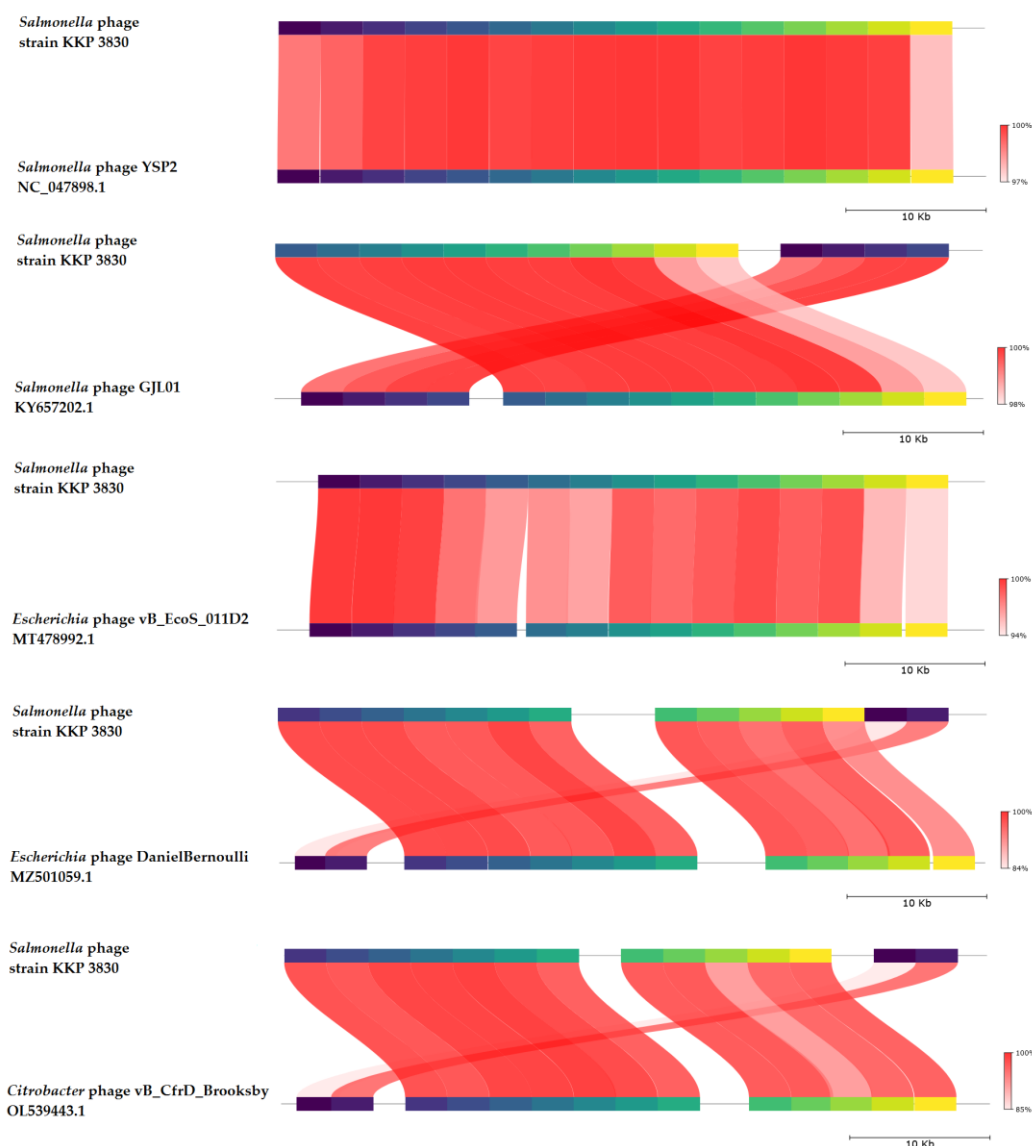 Salmonella phage
strain KKP 3830
100%
Salmonella phage YSP2
NC_047898.1
97%
10 Kb
Salmonella phage
strain KKP 3830
100%
Salmonella phage GJL01
KY657202.1
98%
10 Kb
Salmonella phage
strain KKP 3830
100%
Escherichia phage vB_EcoS_011D2
MT478992.1
94%
10 Kb
Salmonella phage
strain KKP 3830
100%
Escherichia phage DanielBernoulli
MZ501059.1
84%
10 Kb
Salmonella phage
strain KKP 3830
100%
Citrobacter phage vB_CfrD_Brooksby
OL539443.1
85%
10 Kb